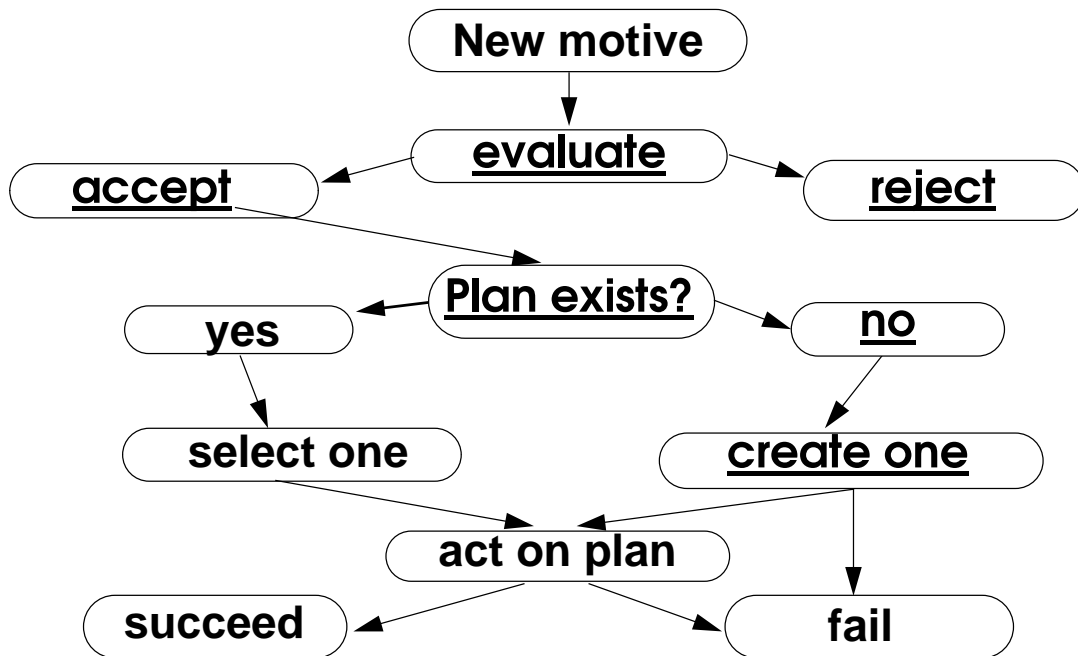 New motive
evaluate
accept
reject
Plan exists?
yes
no
select one
create one
act on plan
succeed
fail